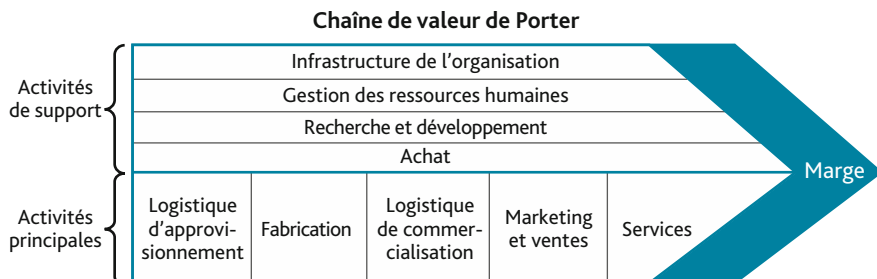 Chaîne de valeur de Porter
Activités
de support
Infrastructure de l'organisation
Gestion des ressources humaines
Recherche et développement
Achat
Marge
Activités
principales
Logistique
d'approvi-
sionnement
Fabrication
Logistique
de commer-
cialisation
Marketing
et ventes
Services